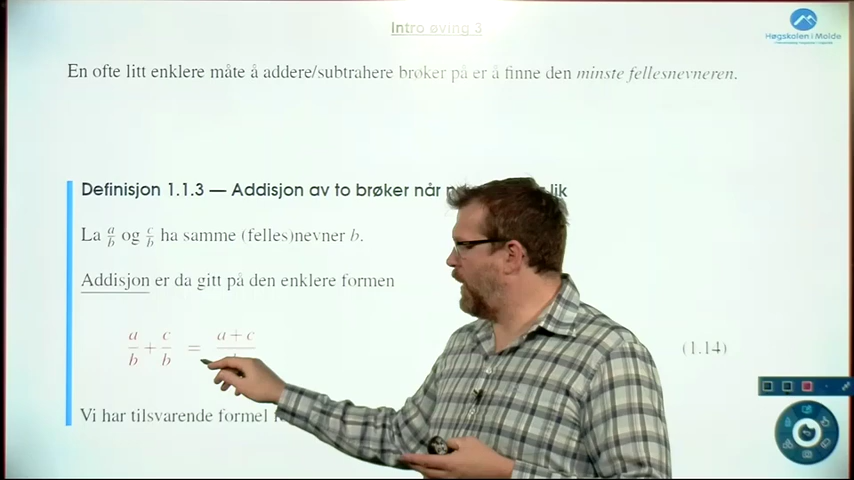 Intro øving 3
Høgskolen i Molde
En ofte litt enklere måte å addere/subtrahere brøker på er å finne den minste fellesnevneren.
Definisjon 1.1.3 — Addisjon av to brøker når lik
La a/b og c/b ha samme (felles)nevner b.
Addisjon er da gitt på den enklere formen
a/b + c/b = a + c
(1.14)
Vi har tilsvarende formel